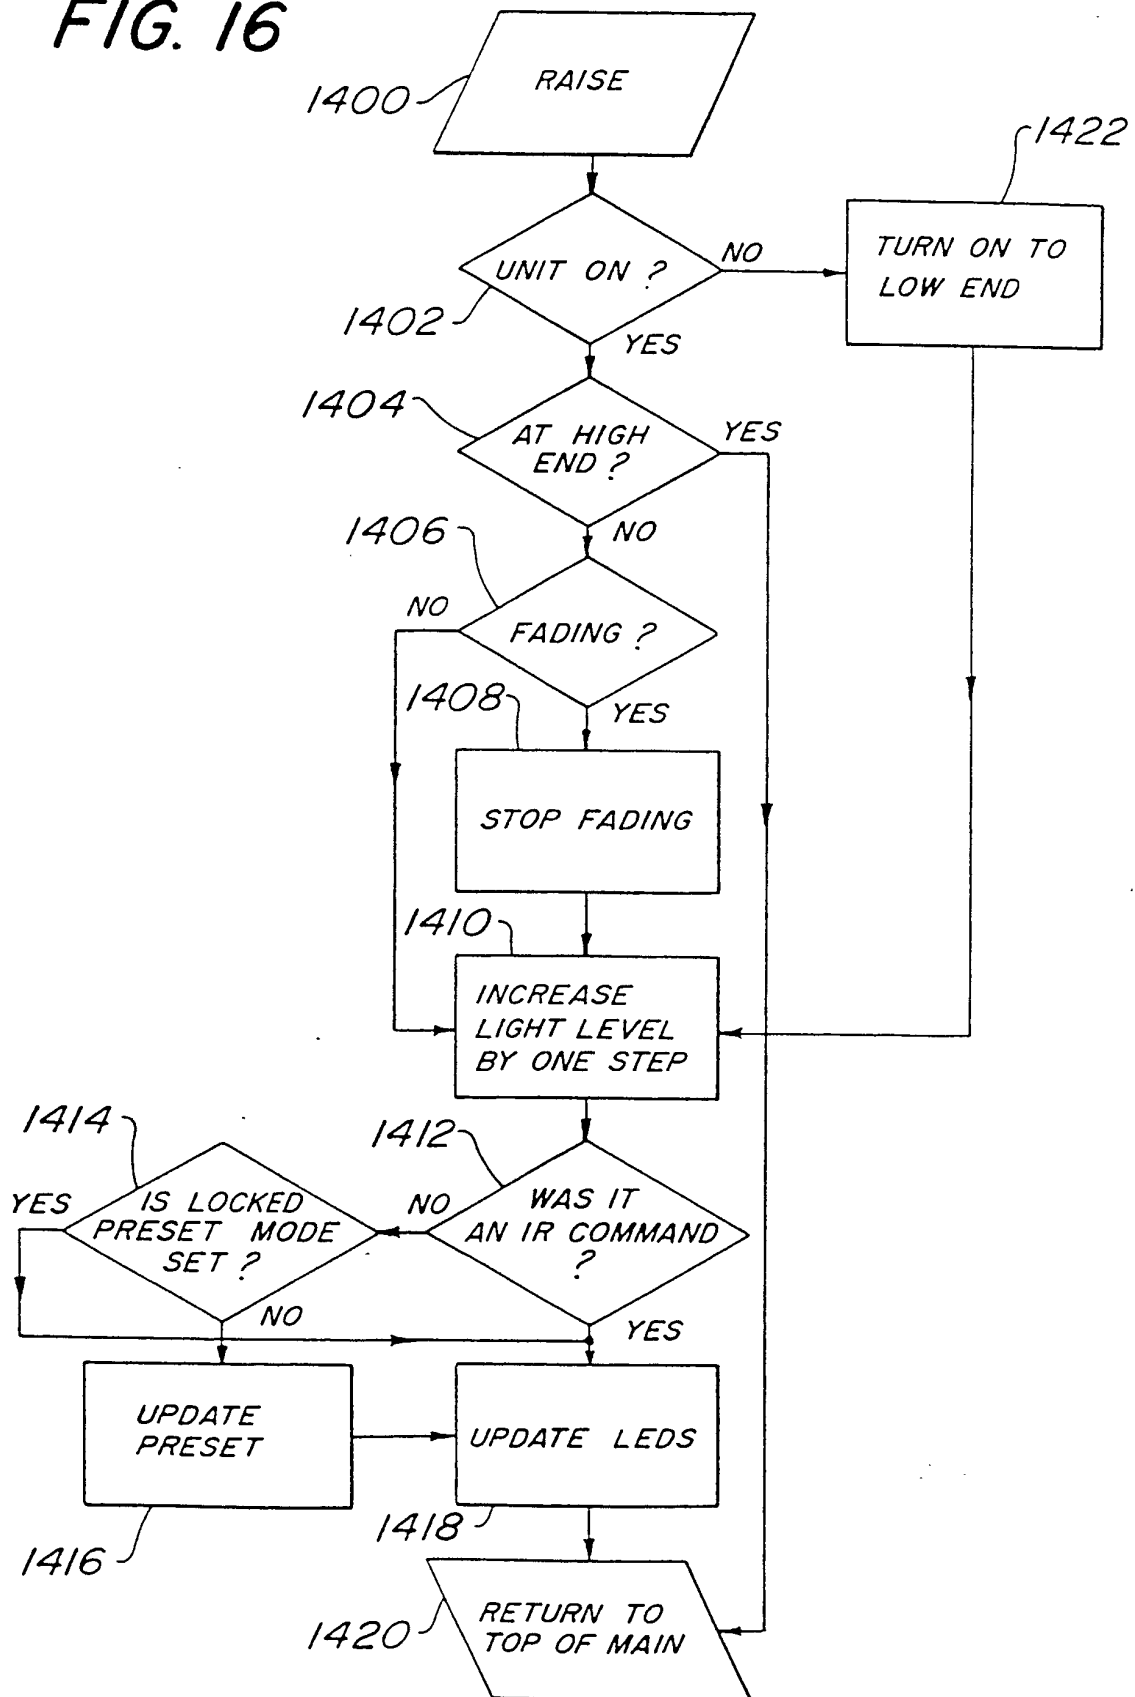 FIG. 16
RAISE
1400
1422
UNIT ON ?
NO
TURN ON TO
LOW END
1402
YES
1404
AT HIGH
END ?
YES
NO
1406
NO
FADING ?
1408
YES
STOP FADING
1410
INCREASE
LIGHT LEVEL
BY ONE STEP
1414
1412
YES
IS LOCKED
PRESET MODE
SET ?
NO
WAS IT
AN IR COMMAND
?
NO
YES
UPDATE
PRESET
UPDATE LEDS
1416
1418
1420
RETURN TO
TOP OF MAIN